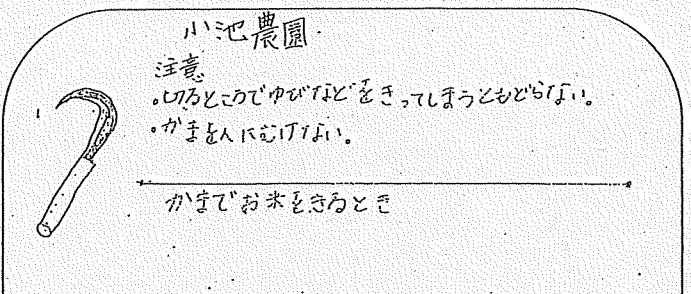 小池農園
注意
・切るところでゆびなどをきってしまうともどらない。
・かまを人にむけない。
かまでお米をきるとき